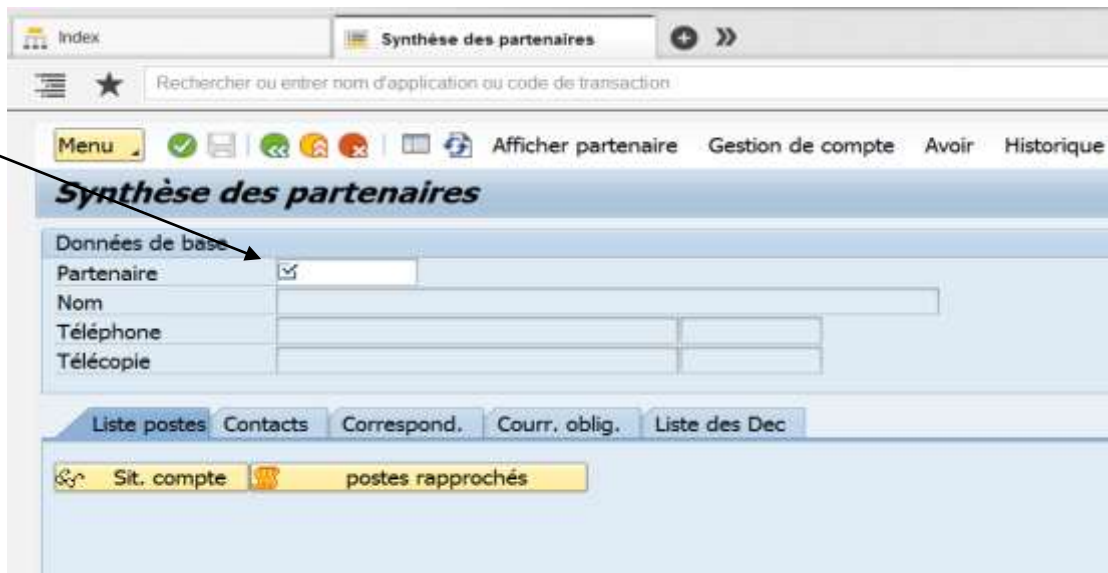 Index Synthèse des partenaires
Rechercher ou entrer nom d'application ou code de transaction
Menu Afficher partenaire Gestion de compte Avoir Historique
Synthèse des partenaires
Données de base
Partenaire
Nom
Téléphone
Télécopie
Liste postes Contacts Correspond. Courr. oblig. Liste des Dec
Sit. compte postes rapprochés